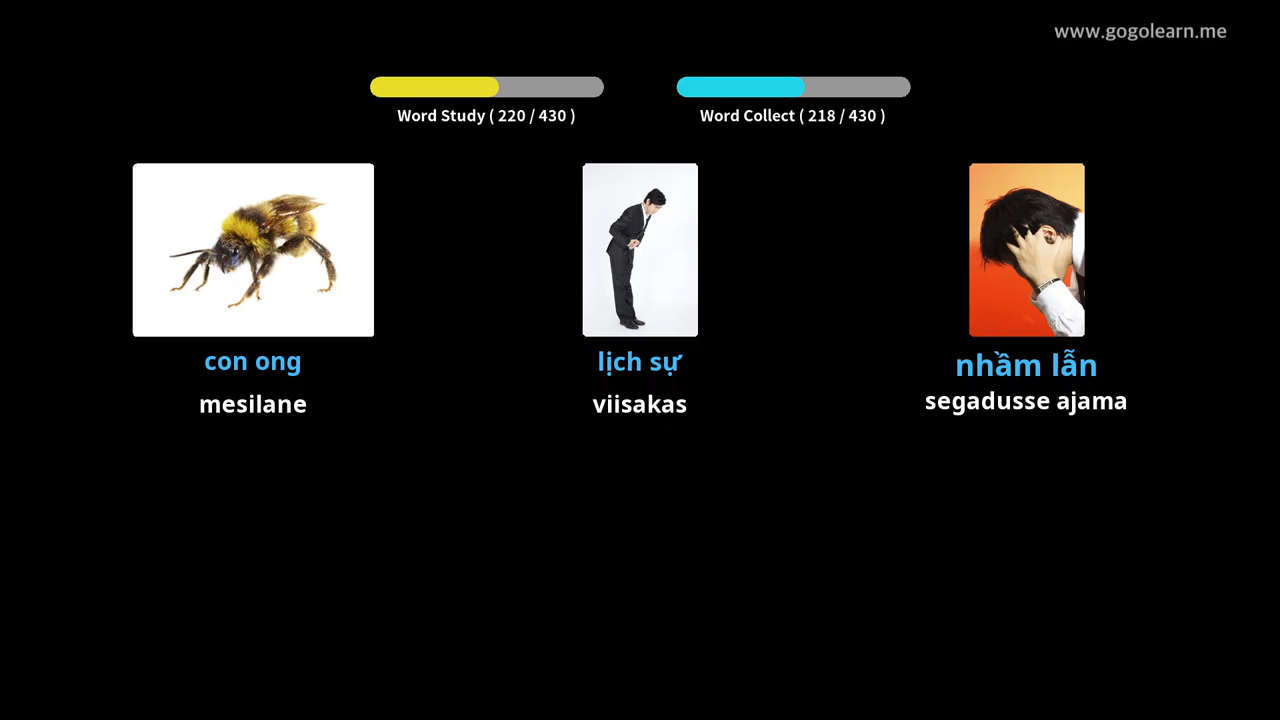 www.gogolearn.me
Word Study ( 220 / 430 )
Word Collect ( 218 / 430 )
con ong
lịch sự
nhầm lẫn
mesilane
viisakas
segadusse ajama